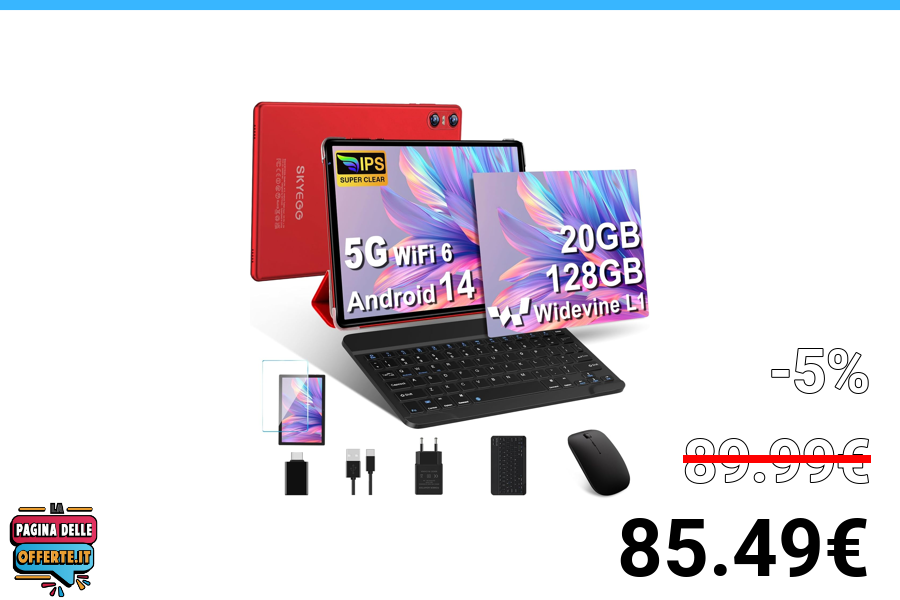 SKYEGG
IPS
SUPER CLEAR
5G WiFi 6
Android 14
20GB
128GB
Widevine L1
-5%
89.99€
85.49€
LA
PAGINA DELLE
OFFERTE.IT